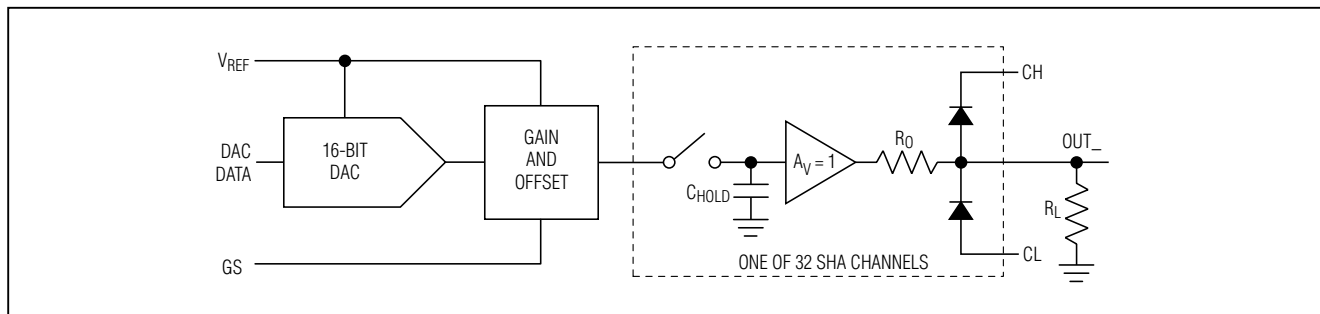 VREF
DAC
DATA
16-BIT
DAC
GAIN
AND
OFFSET
GS
CHOLD
AV = 1
RO
CH
OUT_
RL
CL
ONE OF 32 SHA CHANNELS